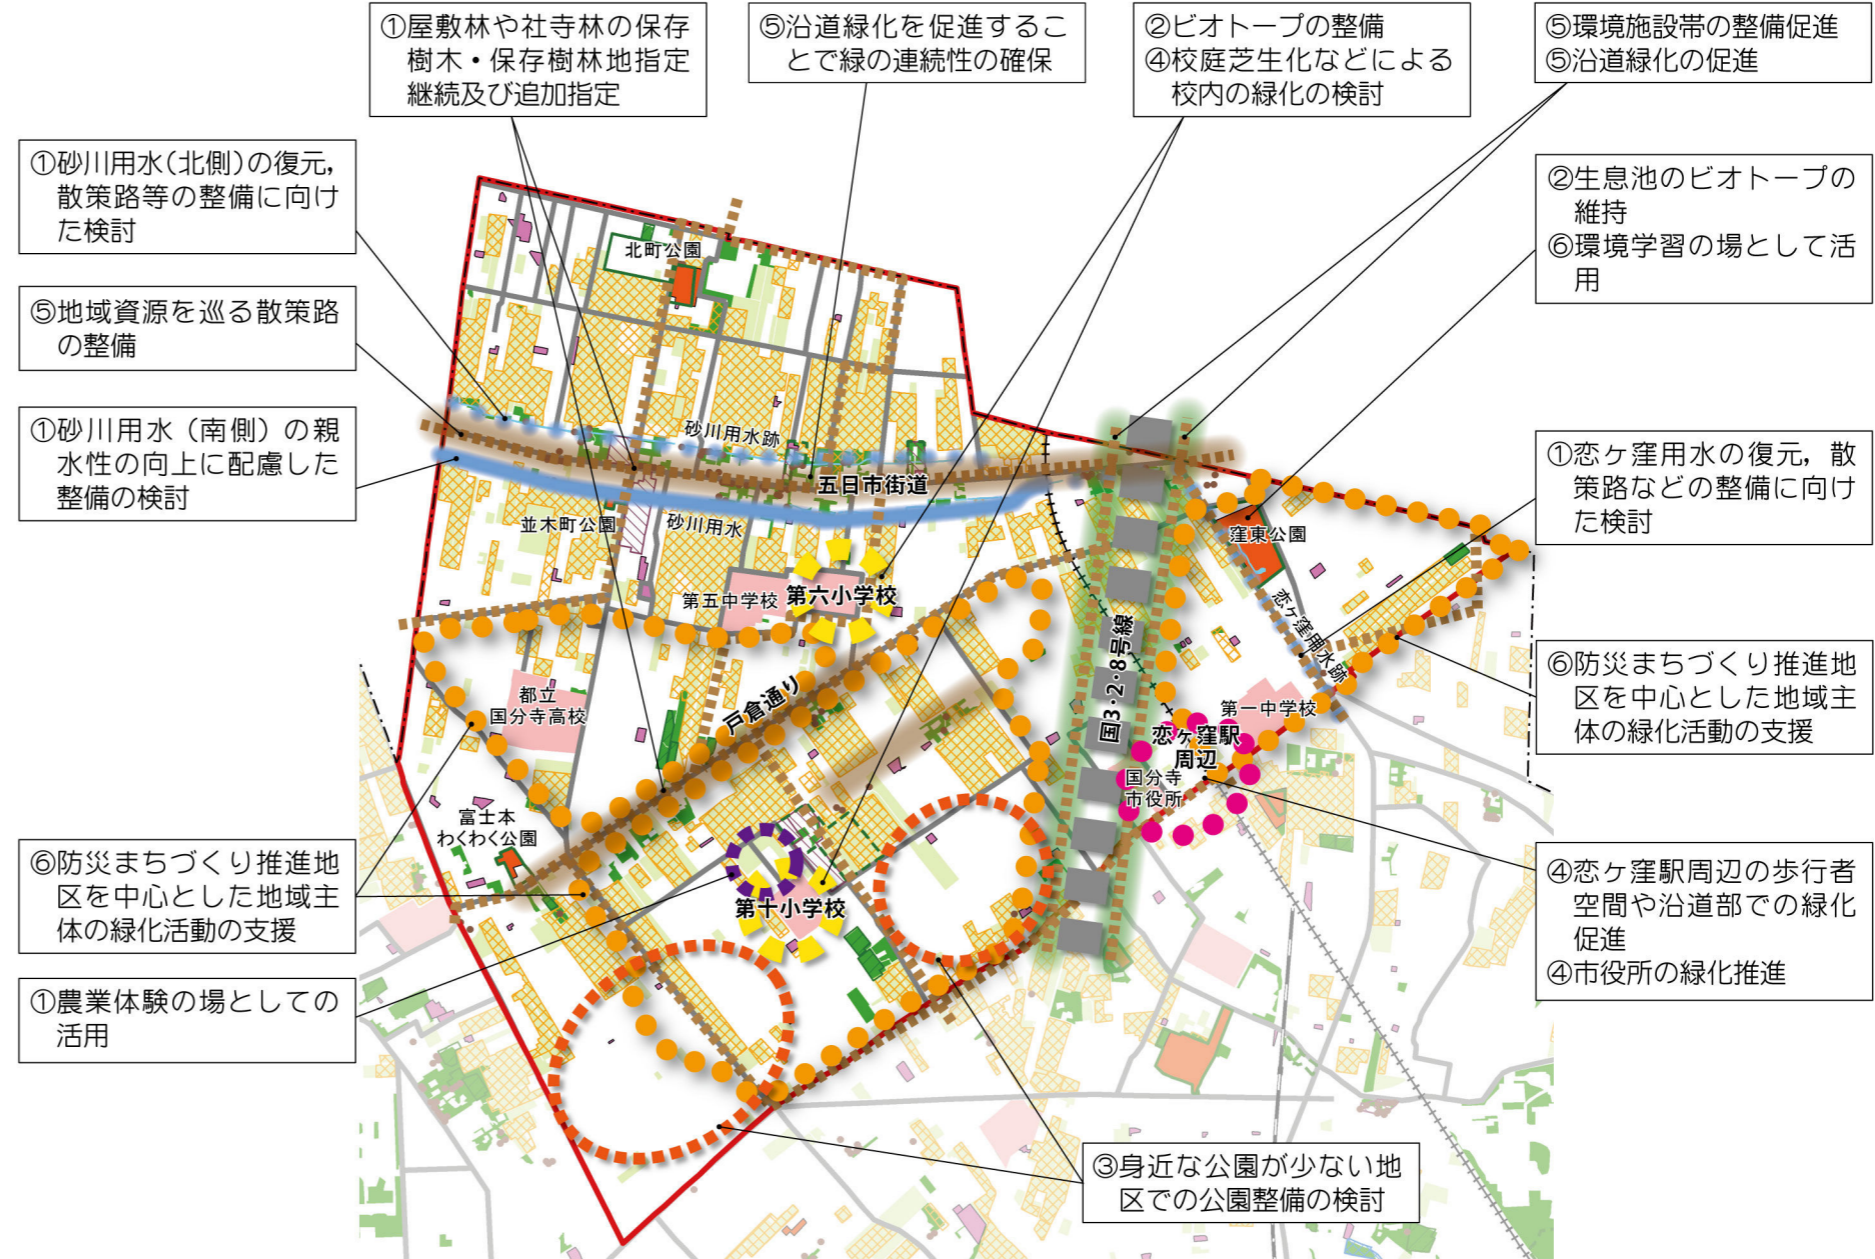 ①屋敷林や社寺林の保存
樹木・保存樹林地指定
継続及び追加指定
⑤沿道緑化を促進するこ
とで緑の連続性の確保
②ビオトープの整備
④校庭芝生化などによる
校内の緑化の検討
⑤環境施設帯の整備促進
⑤沿道緑化の促進
①砂川用水(北側)の復元,
散策路等の整備に向け
た検討
②生息池のビオトープの
維持
⑥環境学習の場として活
用
⑤地域資源を巡る散策路
の整備
①砂川用水（南側）の親
水性の向上に配慮した
整備の検討
①恋ヶ窪用水の復元，散
策路などの整備に向け
た検討
北町公園
砂川用水跡
五日市街道
並木町公園
砂川用水
窪東公園
第五中学校
第六小学校
恋ヶ窪用水跡
都立
国分寺高校
戸倉通り
国3・2・8号線
第一中学校
恋ヶ窪駅
周辺
国分寺
市役所
富士本
わくわく公園
第十小学校
⑥防災まちづくり推進地
区を中心とした地域主
体の緑化活動の支援
⑥防災まちづくり推進地
区を中心とした地域主
体の緑化活動の支援
①農業体験の場としての
活用
④恋ヶ窪駅周辺の歩行者
空間や沿道部での緑化
促進
④市役所の緑化推進
③身近な公園が少ない地
区での公園整備の検討